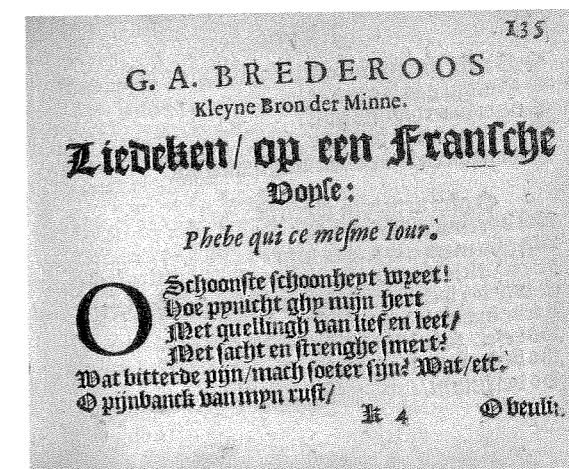 135
G. A. BREDEROOS
Kleyne Bron der Minne.
Liedeken/ op een Fransche
Voyse:
Phebe qui ce mesme Iour.
O Schoonste schoonheyt wreet!
Hoe pynicht ghy mijn hert
Met quellingh van lief en leet/
Met sacht en strenghe smert?
Wat bitterde pijn/mach soeter sijn? Wat/etc.
O pijnbanck van myn rust/
K 4 O beuli: